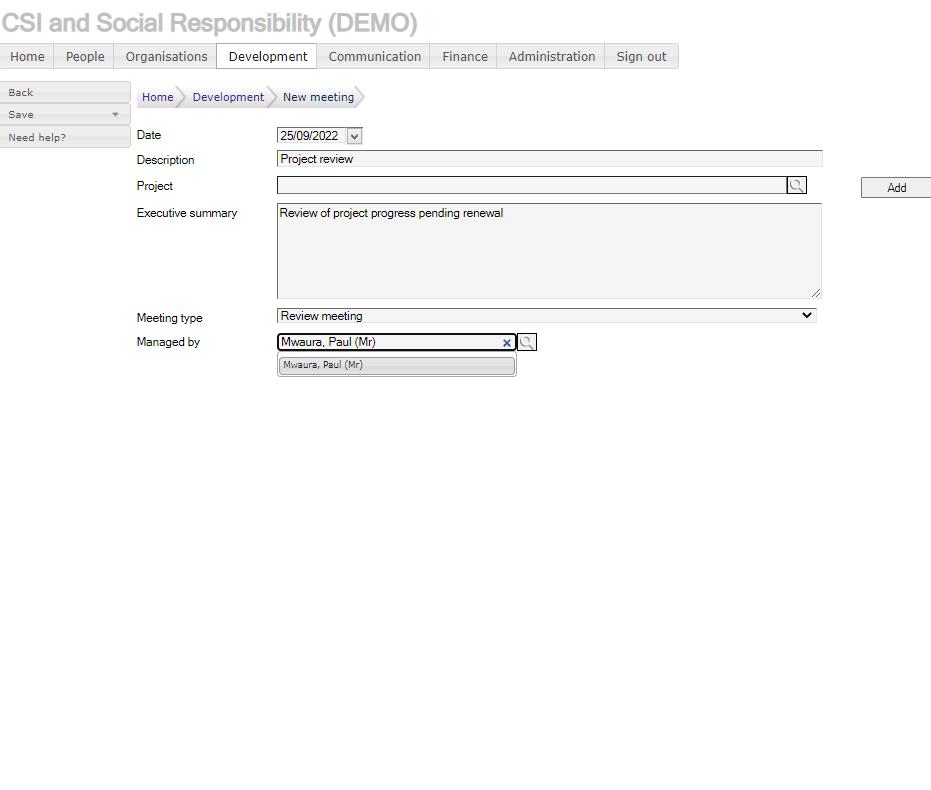 CSI and Social Responsibility (DEMO)
Home People Organisations Development Communication Finance Administration Sign out
Back
Save
Need help?
Home Development New meeting
Date 25/09/2022
Description Project review
Project Add
Executive summary Review of project progress pending renewal
Meeting type Review meeting
Managed by Mwaura, Paul (Mr)
Mwaura, Paul (Mr)